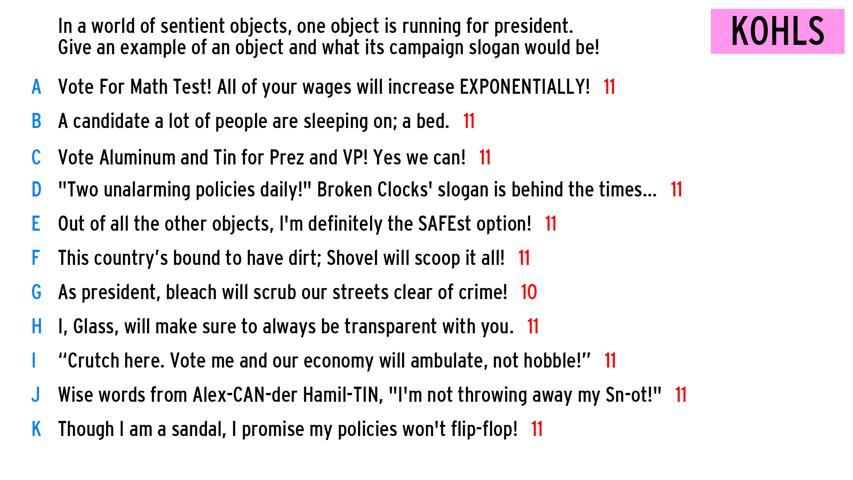 In a world of sentient objects, one object is running for president.
Give an example of an object and what its campaign slogan would be!
KOHLS
A Vote For Math Test! All of your wages will increase EXPONENTIALLY! 11
B A candidate a lot of people are sleeping on; a bed. 11
C Vote Aluminum and Tin for Prez and VP! Yes we can! 11
D "Two unalarming policies daily!" Broken Clocks' slogan is behind the times... 11
E Out of all the other objects, I'm definitely the SAFEst option! 11
F This country’s bound to have dirt; Shovel will scoop it all! 11
G As president, bleach will scrub our streets clear of crime! 10
H I, Glass, will make sure to always be transparent with you. 11
I “Crutch here. Vote me and our economy will ambulate, not hobble!” 11
J Wise words from Alex-CAN-der Hamil-TIN, "I'm not throwing away my Sn-ot!" 11
K Though I am a sandal, I promise my policies won't flip-flop! 11